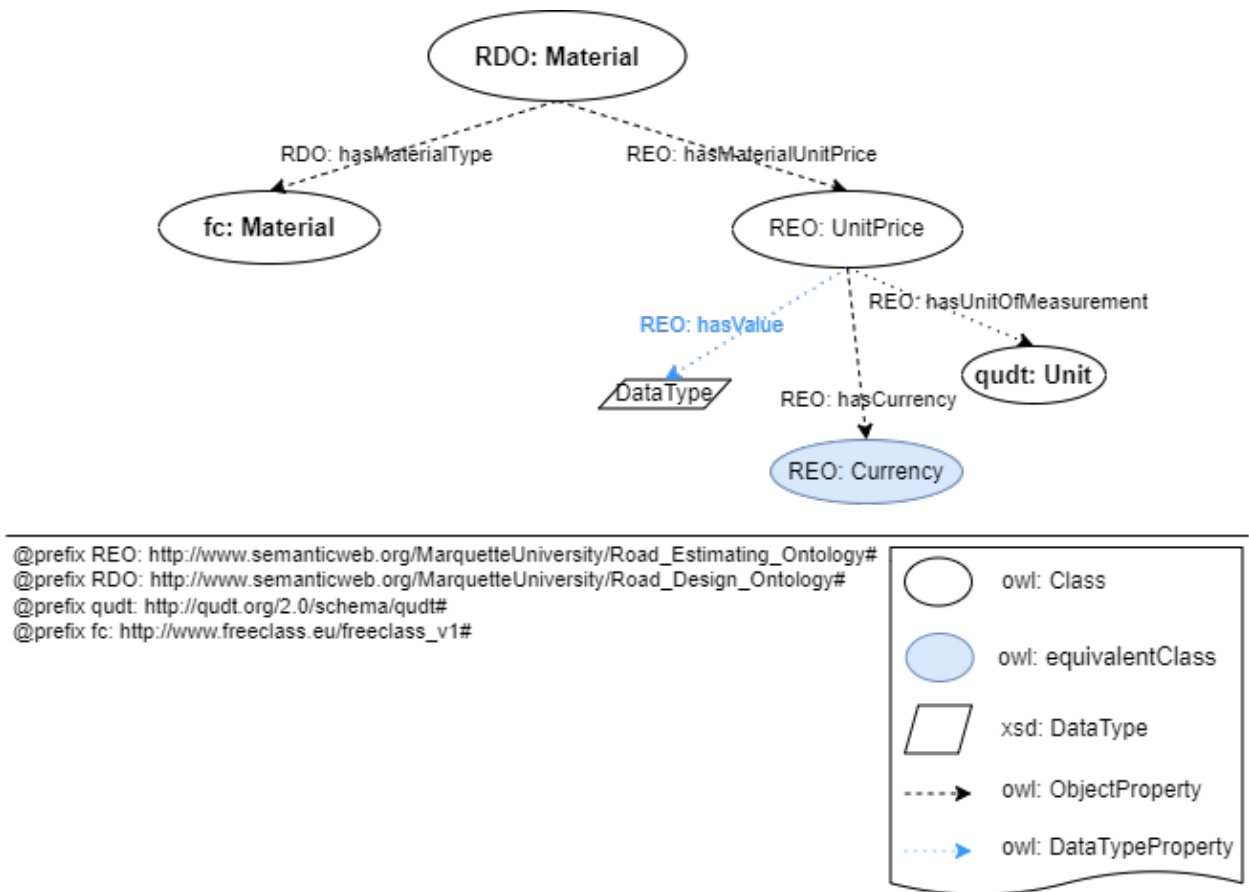 RDO: Material
RDO: hasMaterialType
REO: hasMaterialUnitPrice
fc: Material
REO: UnitPrice
REO: hasUnitOfMeasurement
REO: hasValue
qudt: Unit
DataType
REO: hasCurrency
REO: Currency
@prefix REO: http://www.semanticweb.org/MarquetteUniversity/Road_Estimating_Ontology#
@prefix RDO: http://www.semanticweb.org/MarquetteUniversity/Road_Design_Ontology#
@prefix qudt: http://qudt.org/2.0/schema/qudt#
@prefix fc: http://www.freeclass.eu/freeclass_v1#
owl: Class
owl: equivalentClass
xsd: DataType
owl: ObjectProperty
owl: DataTypeProperty